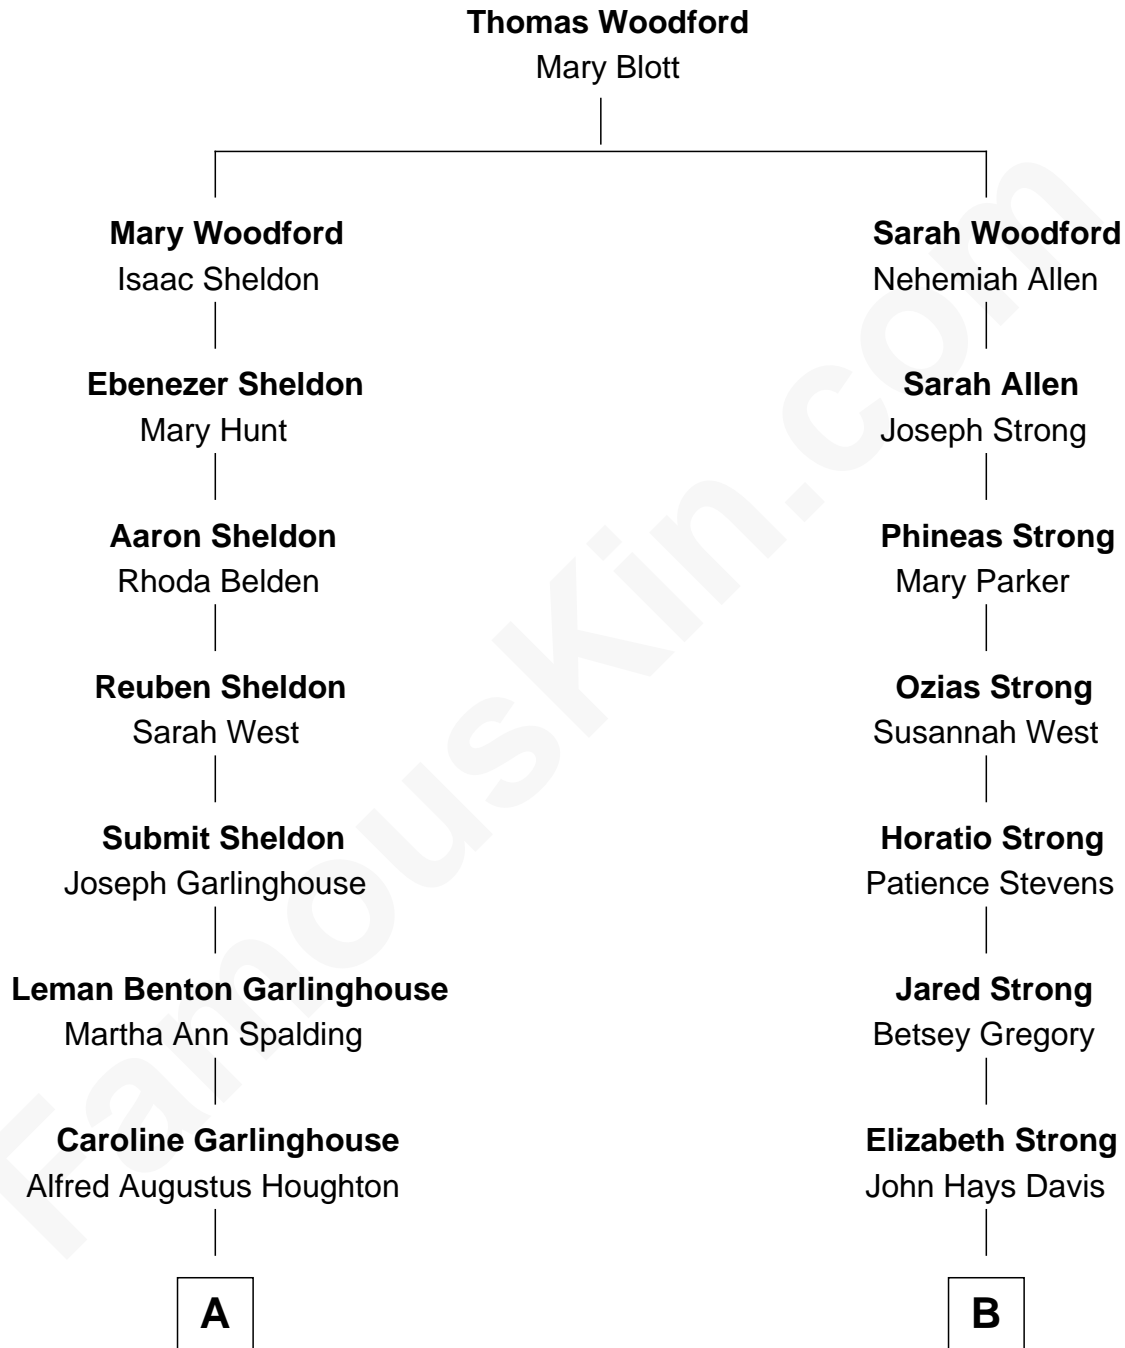 Thomas Woodford
Mary Blott
Mary Woodford
Isaac Sheldon
Ebenezer Sheldon
Mary Hunt
Aaron Sheldon
Rhoda Belden
Reuben Sheldon
Sarah West
Submit Sheldon
Joseph Garlinghouse
Leman Benton Garlinghouse
Martha Ann Spalding
Caroline Garlinghouse
Alfred Augustus Houghton
A
Sarah Woodford
Nehemiah Allen
Sarah Allen
Joseph Strong
Phineas Strong
Mary Parker
Ozias Strong
Susannah West
Horatio Strong
Patience Stevens
Jared Strong
Betsey Gregory
Elizabeth Strong
John Hays Davis
B
FamousKin.com